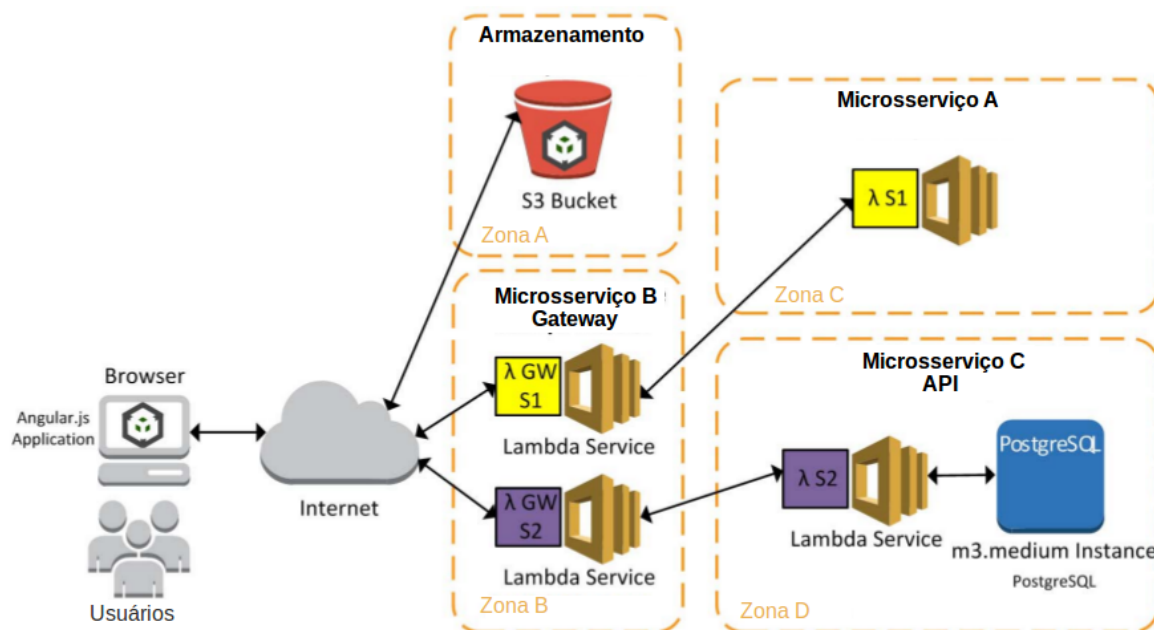 Armazenamento
S3 Bucket
Zona A
Microsserviço A
λ S1
Zona C
Microsserviço B
Gateway
λ GW
S1
Lambda Service
λ GW
S2
Lambda Service
Zona B
Microsserviço C
API
λ S2
Lambda Service
PostgreSQL
m3.medium Instance
PostgreSQL
Zona D
Browser
Angular.js
Application
Internet
Usuários